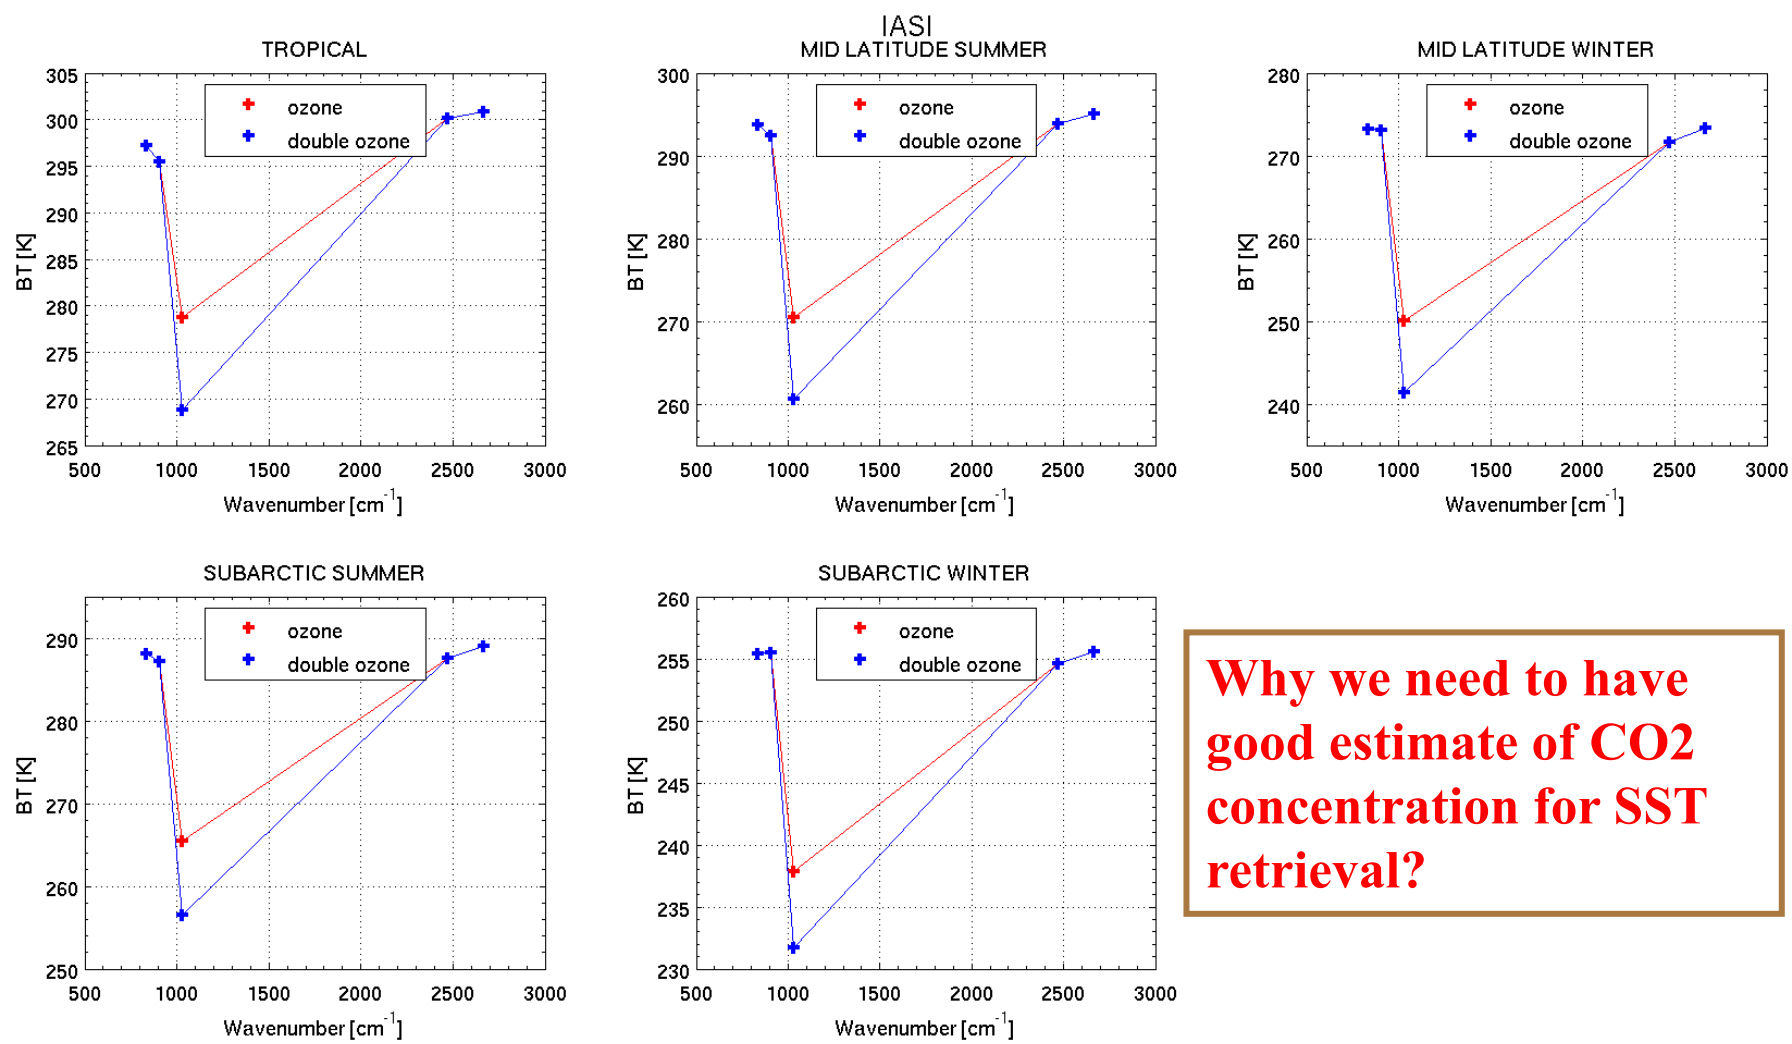 IASI
TROPICAL
305
300
295
290
285
280
275
270
265
BT [K]
ozone
double ozone
500 1000 1500 2000 2500 3000
Wavenumber [cm⁻¹]
MID LATITUDE SUMMER
300
290
280
270
260
BT [K]
ozone
double ozone
500 1000 1500 2000 2500 3000
Wavenumber [cm⁻¹]
MID LATITUDE WINTER
280
270
260
250
240
BT [K]
ozone
double ozone
500 1000 1500 2000 2500 3000
Wavenumber [cm⁻¹]
SUBARCTIC SUMMER
290
280
270
260
250
BT [K]
ozone
double ozone
500 1000 1500 2000 2500 3000
Wavenumber [cm⁻¹]
SUBARCTIC WINTER
260
255
250
245
240
235
230
BT [K]
ozone
double ozone
500 1000 1500 2000 2500 3000
Wavenumber [cm⁻¹]
Why we need to have
good estimate of CO2
concentration for SST
retrieval?